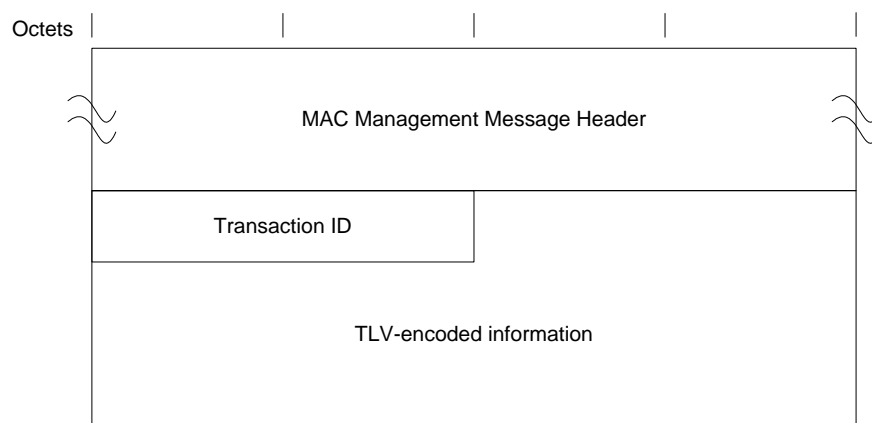 Octets
MAC Management Message Header
Transaction ID
TLV-encoded information